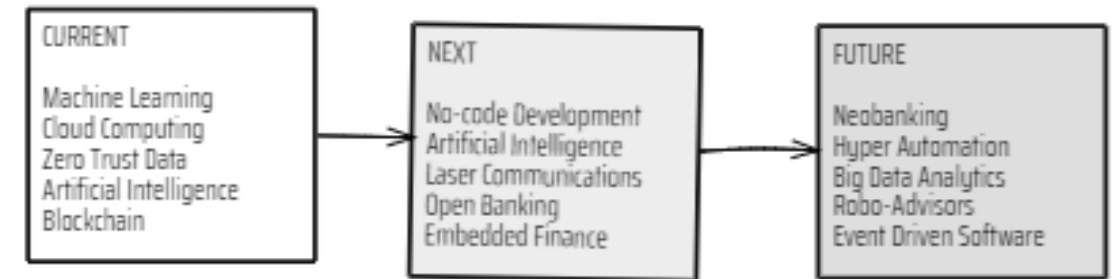 CURRENT
Machine Learning
Cloud Computing
Zero Trust Data
Artificial Intelligence
Blockchain
NEXT
No-code Development
Artificial Intelligence
Laser Communications
Open Banking
Embedded Finance
FUTURE
Neobanking
Hyper Automation
Big Data Analytics
Robo-Advisors
Event Driven Software